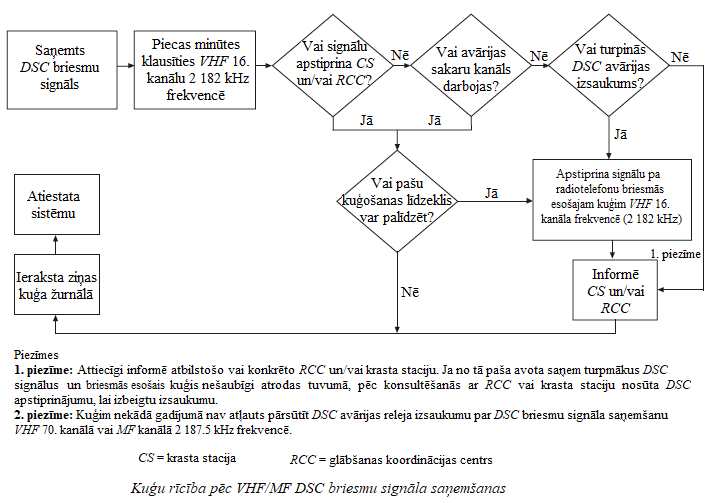 Saņemts
DSC briesmu
signāls
Piecas minūtes
klausīties VHF 16.
kanālu 2 182 kHz
frekvencē
Vai signālu
apstiprina CS
un/vai RCC?
Nē
Vai avārijas
sakaru kanāls
darbojas?
Nē
Vai turpinās
DSC avārijas
izsaukums?
Nē
Jā
Jā
Jā
Vai pašu
kuģošanas līdzeklis
var palīdzēt?
Jā
Apstiprina signālu pa
radiotelefonu briesmās
esošajam kuģim VHF 16.
kanāla frekvencē (2 182 kHz)
Atiestata
sistēmu
1. piezīme
Ieraksta ziņas
kuģa žurnālā
Nē
Informē
CS un/vai
RCC
Piezīmes
1. piezīme: Attiecīgi informē atbilstošo vai konkrēto RCC un/vai krasta staciju. Ja no tā paša avota saņem turpmākus DSC
signālus un briesmās esošais kuģis nešaubīgi atrodas tuvumā, pēc konsultēšanās ar RCC vai krasta staciju nosūta DSC
apstiprinājumu, lai izbeigtu izsaukumu.
2. piezīme: Kuģim nekādā gadījumā nav atļauts pārsūtīt DSC avārijas releja izsaukumu par DSC briesmu signāla saņemšanu
VHF 70. kanālā vai MF kanālā 2 187.5 kHz frekvencē.
CS = krasta stacija
RCC = glābšanas koordinācijas centrs
Kuģu rīcība pēc VHF/MF DSC briesmu signāla saņemšanas